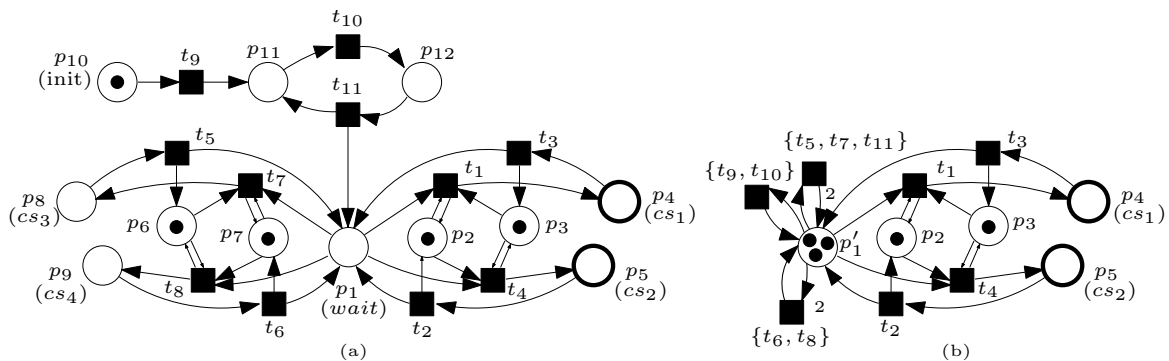 t10
p10
(init)
t9
p11
p12
t11
t5
t3
{t5, t7, t11}
t3
{t9, t10}
t7
t1
t1
p8
(cs3)
p4
(cs1)
2
p4
(cs1)
p6
p7
p2
p3
p'1
p2
p3
p9
(cs4)
t8
p1
(wait)
t4
p5
(cs2)
2
t4
p5
(cs2)
t6
t2
{t6, t8}
t2
(a)
(b)